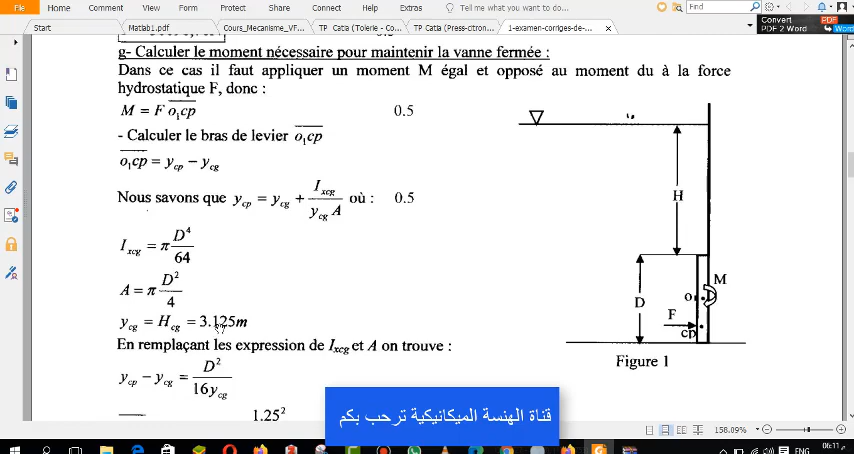 File Home Comment View Form Protect Share Connect Help Extras Tell me what you want to do... Find
Start Matlab1.pdf Cours_Mecanisme_VF... TP Catia (Tolerie - Co... TP Catia (Press-citron... 1-examen-corriges-de-...
Convert PDF
PDF 2 Word Word
g- Calculer le moment nécessaire pour maintenir la vanne fermée :
Dans ce cas il faut appliquer un moment M égal et opposé au moment du à la force
hydrostatique F, donc :
M = F o₁cp 0.5
- Calculer le bras de levier o₁cp
o₁cp = y_cp − y_cg
Nous savons que y_cp = y_cg + I_xcg / (y_cg A) où : 0.5
I_xcg = π D⁴/64
A = π D²/4
y_cg = H_cg = 3.125m
En remplaçant les expression de I_xcg et A on trouve :
y_cp − y_cg = D² / (16y_cg)
1.25²
H
D
M
o
F
cp
Figure 1
قناة الهنسة الميكانيكية ترحب بكم
158.09%
ENG
06:11